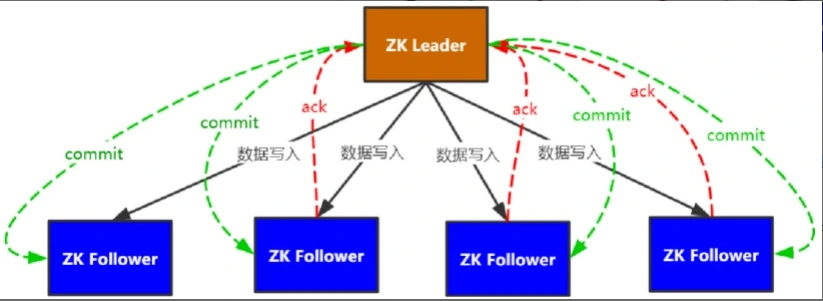 ZK Leader
ack
ack
ack
commit
commit
commit
commit
数据写入
数据写入
数据写入
数据写入
ZK Follower
ZK Follower
ZK Follower
ZK Follower